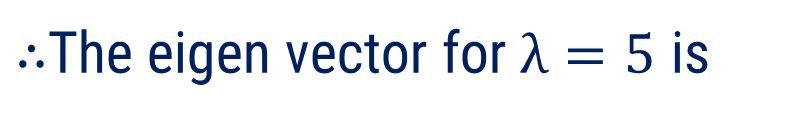 ∴The eigen vector for λ = 5 is